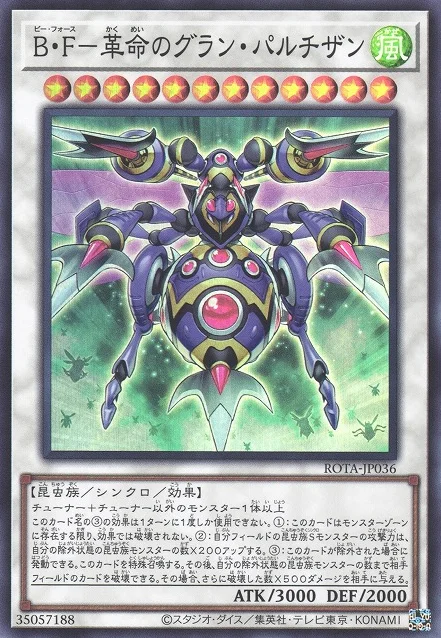 B・F－革命のグラン・パルチザン
風
ROTA-JP036
【昆虫族／シンクロ／効果】
チューナー＋チューナー以外のモンスター１体以上
このカード名の③の効果は１ターンに１度しか使用できない。①：このカードはモンスターゾーン
に存在する限り、効果では破壊されない。②：自分フィールドの昆虫族Sモンスターの攻撃力は、
自分の除外状態の昆虫族モンスターの数×200アップする。③：このカードが除外された場合に
発動できる。このカードを特殊召喚する。その後、自分の除外状態の昆虫族モンスターの数まで相手
フィールドのカードを破壊できる。その場合、さらに破壊した数×500ダメージを相手に与える。
ATK/3000 DEF/2000
35057188
©スタジオ・ダイス／集英社・テレビ東京・KONAMI